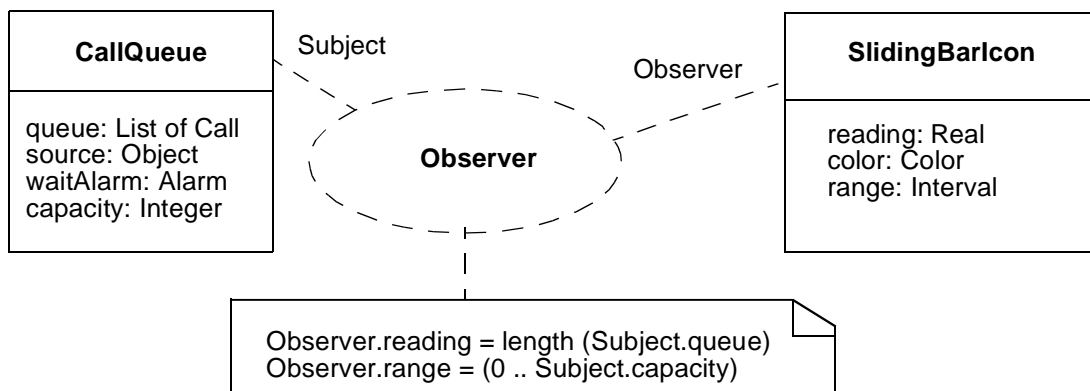 CallQueue
queue: List of Call
source: Object
waitAlarm: Alarm
capacity: Integer
Subject
Observer
Observer
SlidingBarIcon
reading: Real
color: Color
range: Interval
Observer.reading = length (Subject.queue)
Observer.range = (0 .. Subject.capacity)